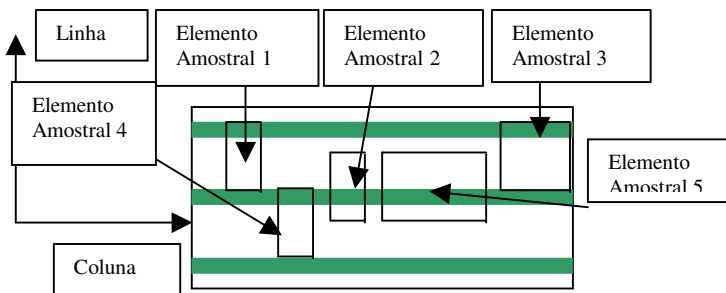 Linha
Elemento
Amostral 1
Elemento
Amostral 2
Elemento
Amostral 3
Elemento
Amostral 4
Elemento
Amostral 5
Coluna